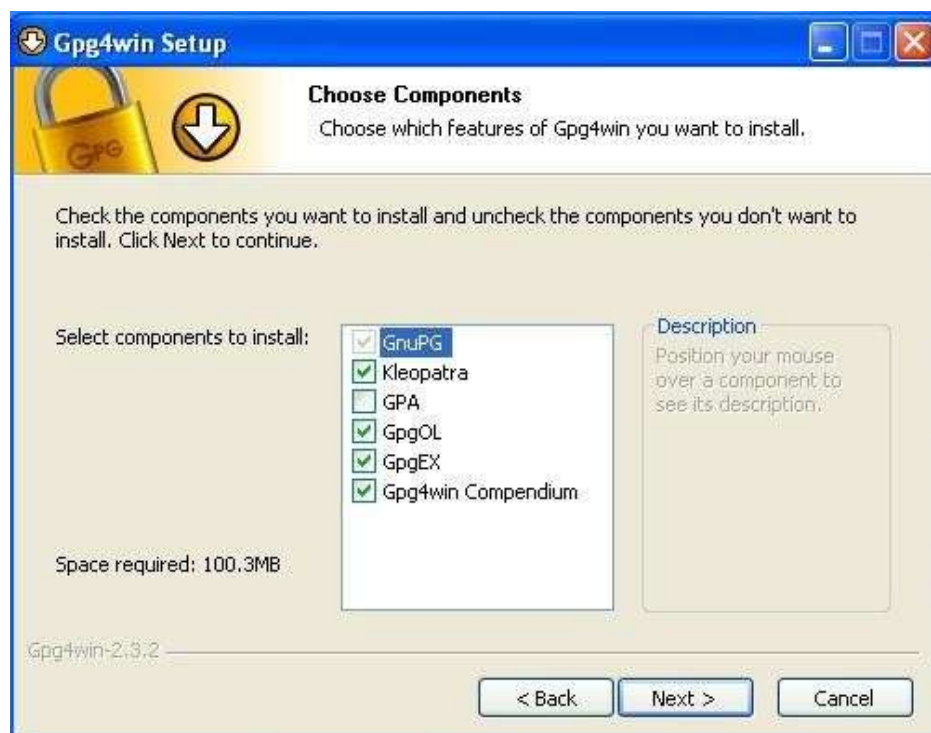 Gpg4win Setup
GPG
Choose Components
Choose which features of Gpg4win you want to install.
Check the components you want to install and uncheck the components you don't want to
install. Click Next to continue.
Select components to install:
GnuPG
Kleopatra
GPA
GpgOL
GpgEX
Gpg4win Compendium
Description
Position your mouse
over a component to
see its description.
Space required: 100.3MB
Gpg4win-2.3.2
< Back
Next >
Cancel